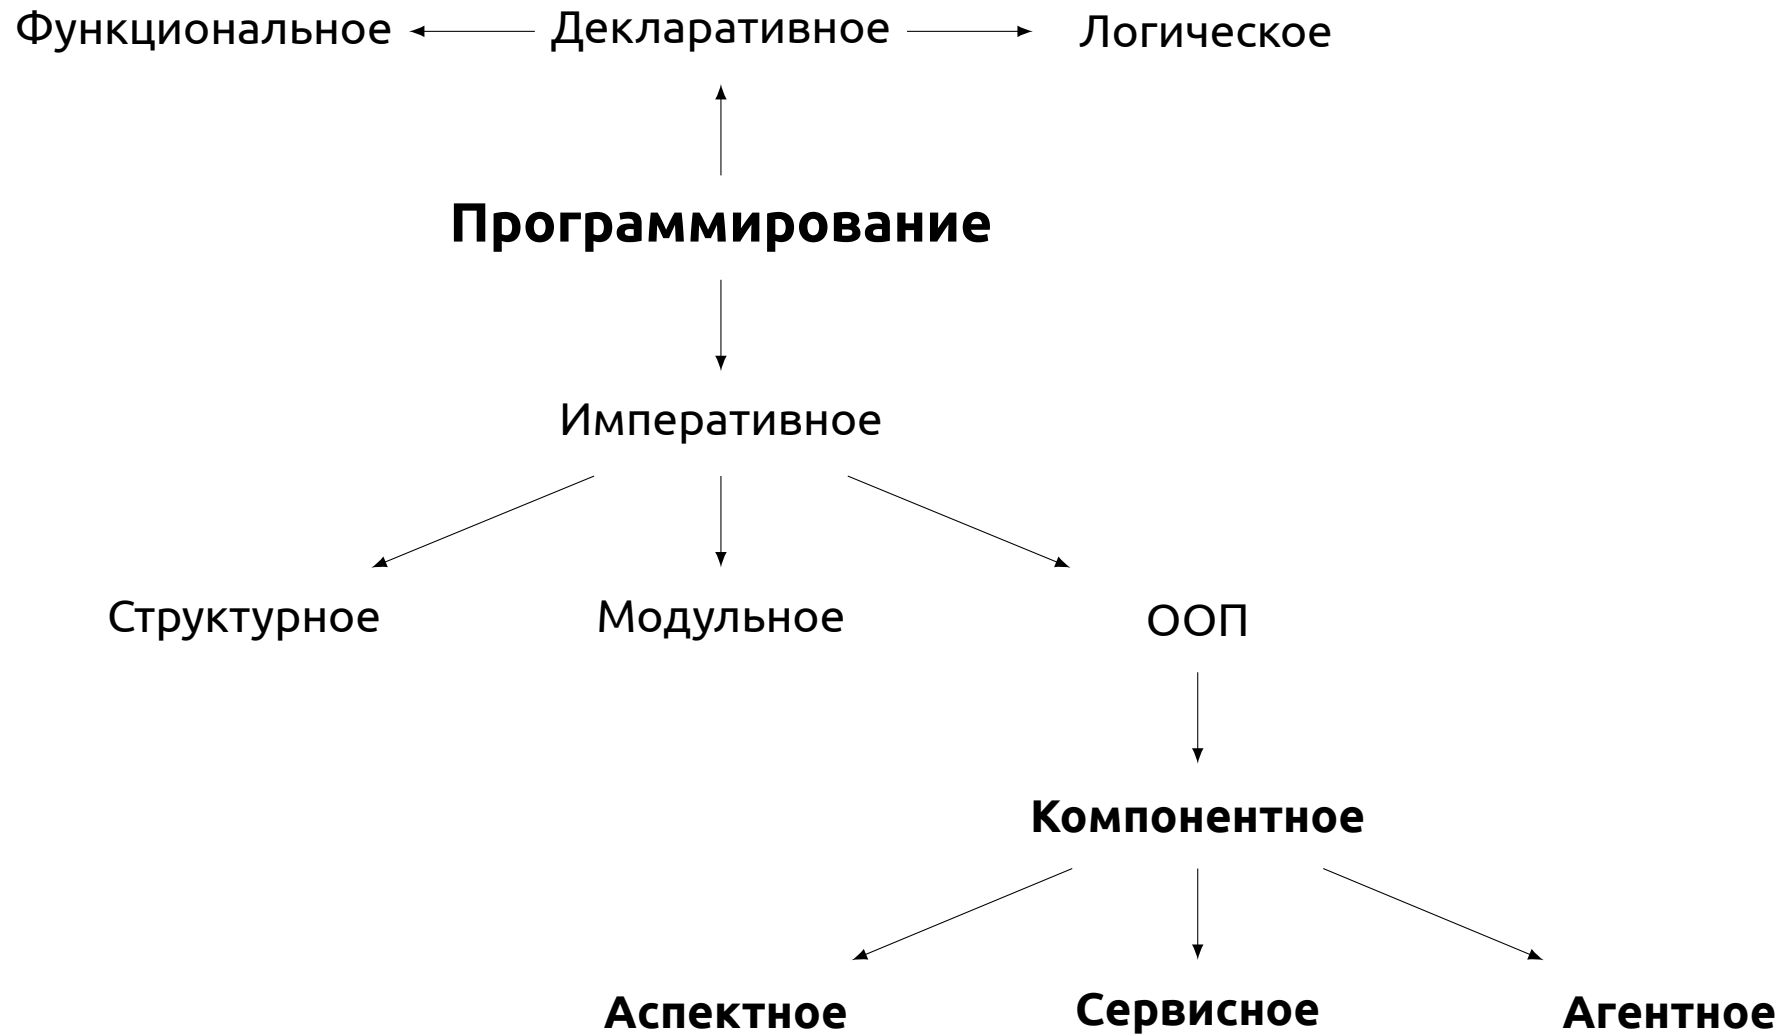 Функциональное
Декларативное
Логическое
Программирование
Императивное
Структурное
Модульное
ООП
Компонентное
Аспектное
Сервисное
Агентное